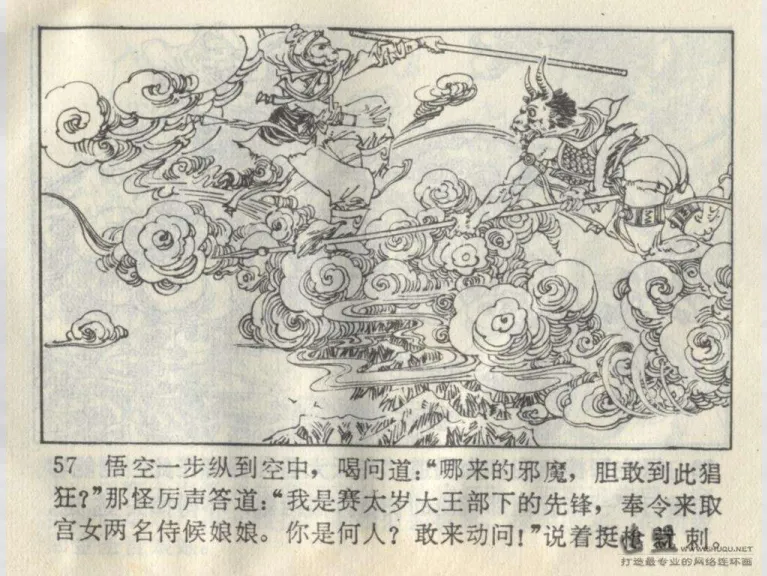 57 悟空一步纵到空中，喝问道：“哪来的邪魔，胆敢到此猖
狂？”那怪厉声答道：“我是赛太岁大王部下的先锋，奉令来取
宫女两名侍候娘娘。你是何人？敢来动问！”说着挺枪就刺。
WWW.SHUQU.NET
打造最专业的网络连环画